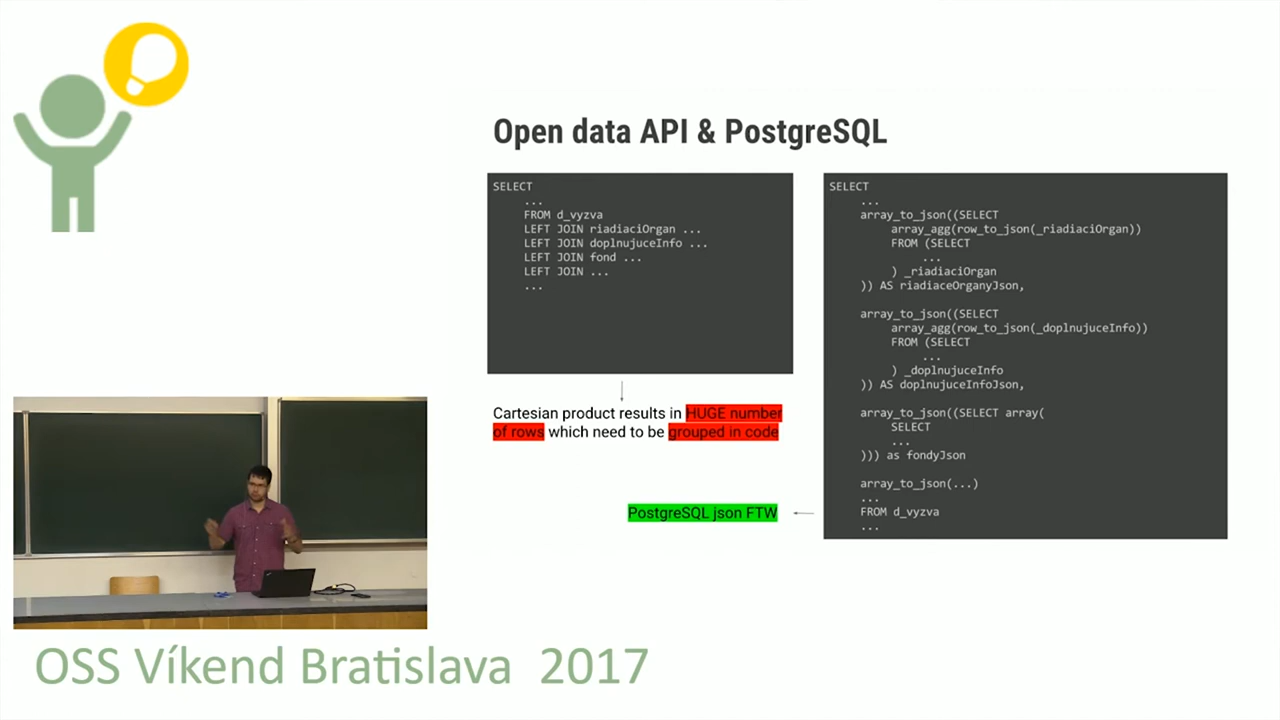 Open data API & PostgreSQL
SELECT
...
FROM d_vyzva
LEFT JOIN riadiaciOrgan ...
LEFT JOIN doplnujuceInfo ...
LEFT JOIN fond ...
LEFT JOIN ...
...
Cartesian product results in HUGE number
of rows which need to be grouped in code
PostgreSQL json FTW
SELECT
...
array_to_json((SELECT
array_agg(row_to_json(_riadiaciOrgan))
FROM (SELECT
...
) _riadiaciOrgan
)) AS riadiaceOrganyJson,
array_to_json((SELECT
array_agg(row_to_json(_doplnujuceInfo))
FROM (SELECT
...
) _doplnujuceInfo
)) AS doplnujuceInfoJson,
array_to_json((SELECT array(
SELECT
...
))) as fondyJson
array_to_json(...)
...
FROM d_vyzva
...
OSS Víkend Bratislava 2017